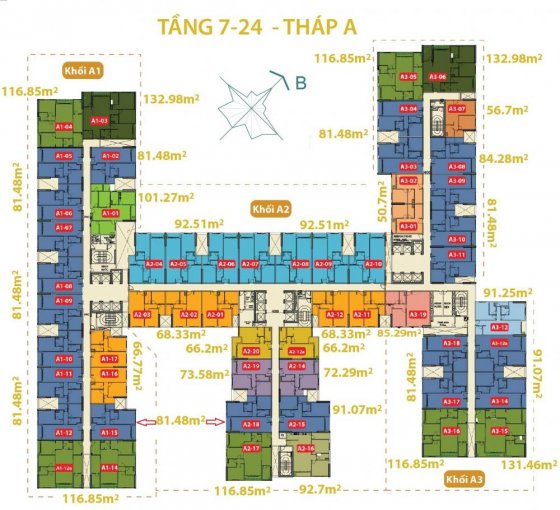 TẦNG 7-24 - THÁP A
B
Khối A1
116.85m²
132.98m²
A1-04
A1-03
A1-05
A1-02
81.48m²
81.48m²
101.27m²
A1-06
A1-01
A1-07
A1-08
A1-09
81.48m²
A1-10
A1-11
A1-17
A1-16
66.77m²
A1-12
A1-15
81.48m²
A1-12a
A1-14
116.85m²
Khối A2
92.51m²
92.51m²
A2-04
A2-05
A2-06
A2-07
A2-08
A2-09
A2-10
A2-03
A2-02
A2-01
A2-11
A2-12
68.33m²
68.33m²
66.2m²
A2-20
A2-12a
66.2m²
73.58m²
A2-19
A2-14
72.29m²
A2-18
A2-15
91.07m²
A2-17
A2-16
116.85m²
92.7m²
116.85m²
A3-06
A3-05
132.98m²
A3-04
A3-07
56.7m²
81.48m²
A3-03
A3-08
84.28m²
A3-02
A3-09
50.7m²
A3-01
81.48m²
A3-10
A3-11
A3-19
85.29m²
91.25m²
A3-12
A3-18
A3-12a
91.07m²
81.48m²
A3-17
A3-14
A3-16
A3-15
116.85m²
131.46m²
Khối A3